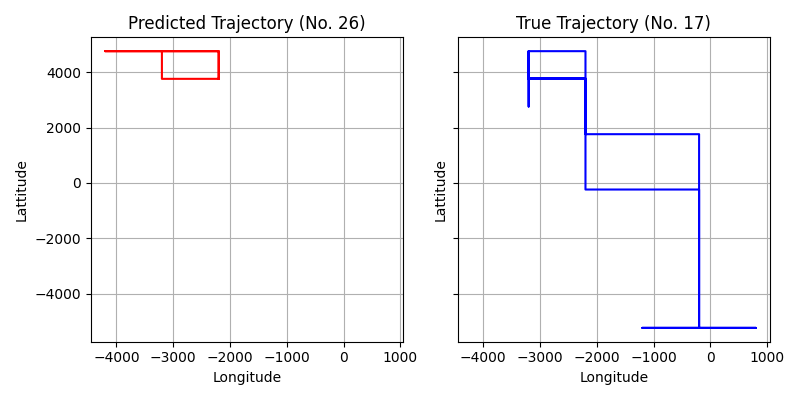 Predicted Trajectory (No. 26)
True Trajectory (No. 17)
4000
2000
0
−2000
−4000
Lattitude
Lattitude
−4000 −3000 −2000 −1000 0 1000
−4000 −3000 −2000 −1000 0 1000
Longitude
Longitude